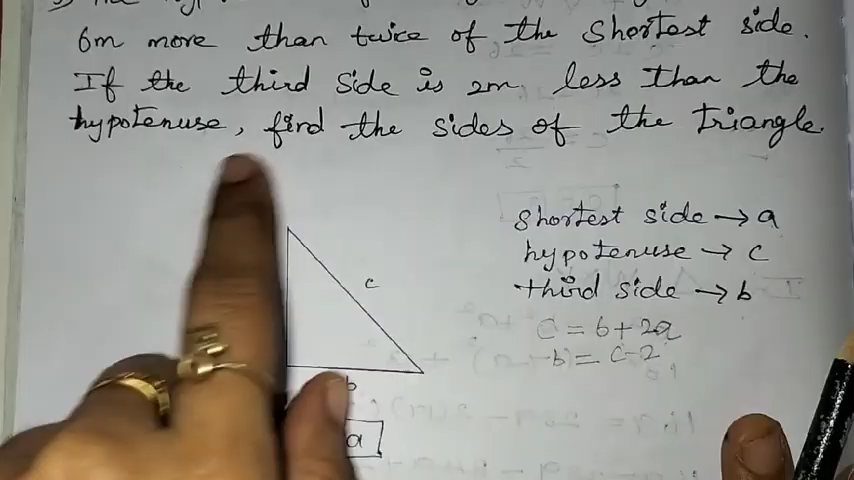 6m more than twice of the shortest side.
If the third side is 2m less than the
hypotenuse, find the sides of the triangle.
shortest side → a
hypotenuse → c
third side → b
c = 6+2a
b = c-2
c
b
a